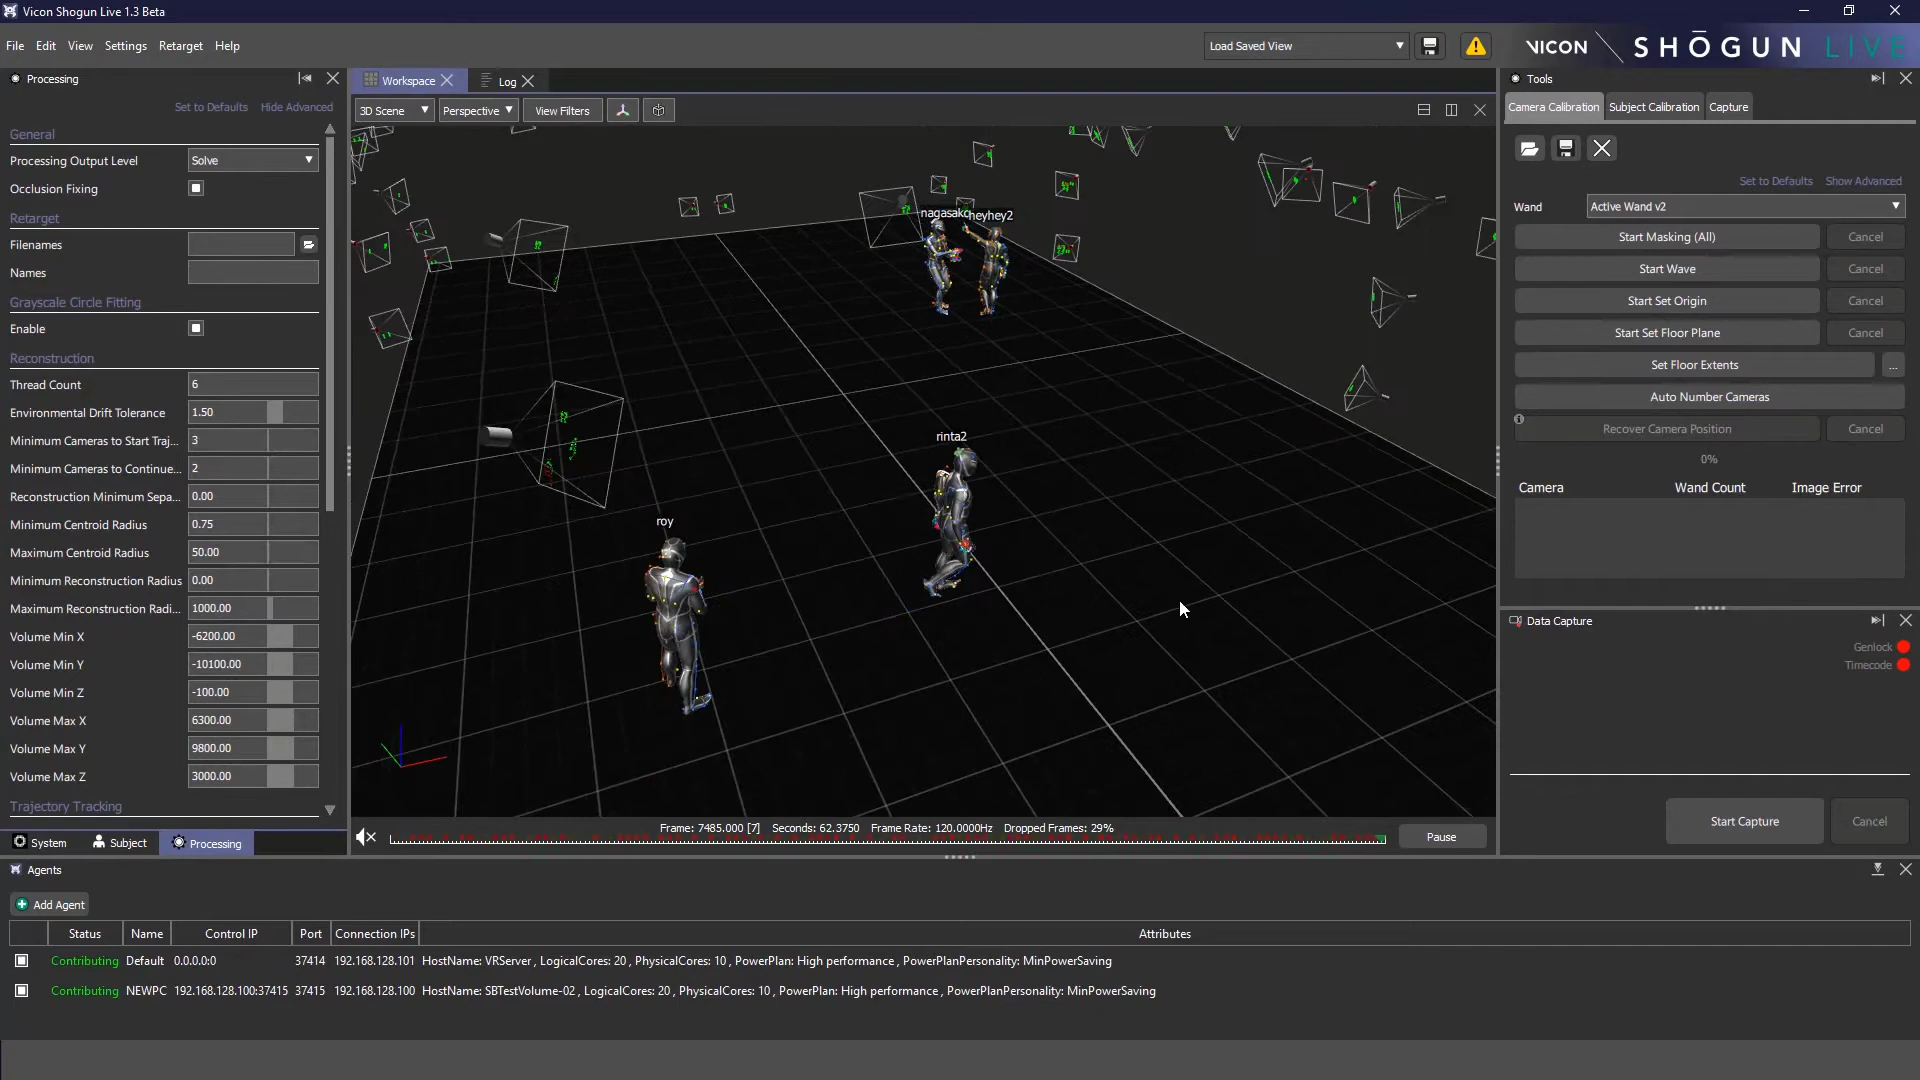 Vicon Shogun Live 1.3 Beta
File Edit View Settings Retarget Help
Load Saved View
VICON SHŌGUN LIVE
Processing
Set to Defaults Hide Advanced
General
Processing Output Level Solve
Occlusion Fixing
Retarget
Filenames
Names
Grayscale Circle Fitting
Enable
Reconstruction
Thread Count 6
Environmental Drift Tolerance 1.50
Minimum Cameras to Start Traj... 3
Minimum Cameras to Continue... 2
Reconstruction Minimum Sepa... 0.00
Minimum Centroid Radius 0.75
Maximum Centroid Radius 50.00
Minimum Reconstruction Radius 0.00
Maximum Reconstruction Radi... 1000.00
Volume Min X -6200.00
Volume Min Y -10100.00
Volume Min Z -100.00
Volume Max X 6300.00
Volume Max Y 9800.00
Volume Max Z 3000.00
Trajectory Tracking
System Subject Processing
Workspace Log
3D Scene Perspective View Filters
heyhey2
rinta2
roy
Frame: 7485.000 [7] Seconds: 62.3750 Frame Rate: 120.0000Hz Dropped Frames: 29%
Pause
Tools
Camera Calibration Subject Calibration Capture
Set to Defaults Show Advanced
Wand Active Wand v2
Start Masking (All) Cancel
Start Wave Cancel
Start Set Origin Cancel
Start Set Floor Plane Cancel
Set Floor Extents ...
Auto Number Cameras
Recover Camera Position Cancel
0%
Camera Wand Count Image Error
Data Capture
Genlock
Timecode
Start Capture Cancel
Agents
Add Agent
Status Name Control IP Port Connection IPs Attributes
Contributing Default 0.0.0.0:0 37414 192.168.128.101 HostName: VRServer , LogicalCores: 20 , PhysicalCores: 10 , PowerPlan: High performance , PowerPlanPersonality: MinPowerSaving
Contributing NEWPC 192.168.128.100:37415 37415 192.168.128.100 HostName: SBTestVolume-02 , LogicalCores: 20 , PhysicalCores: 10 , PowerPlan: High performance , PowerPlanPersonality: MinPowerSaving